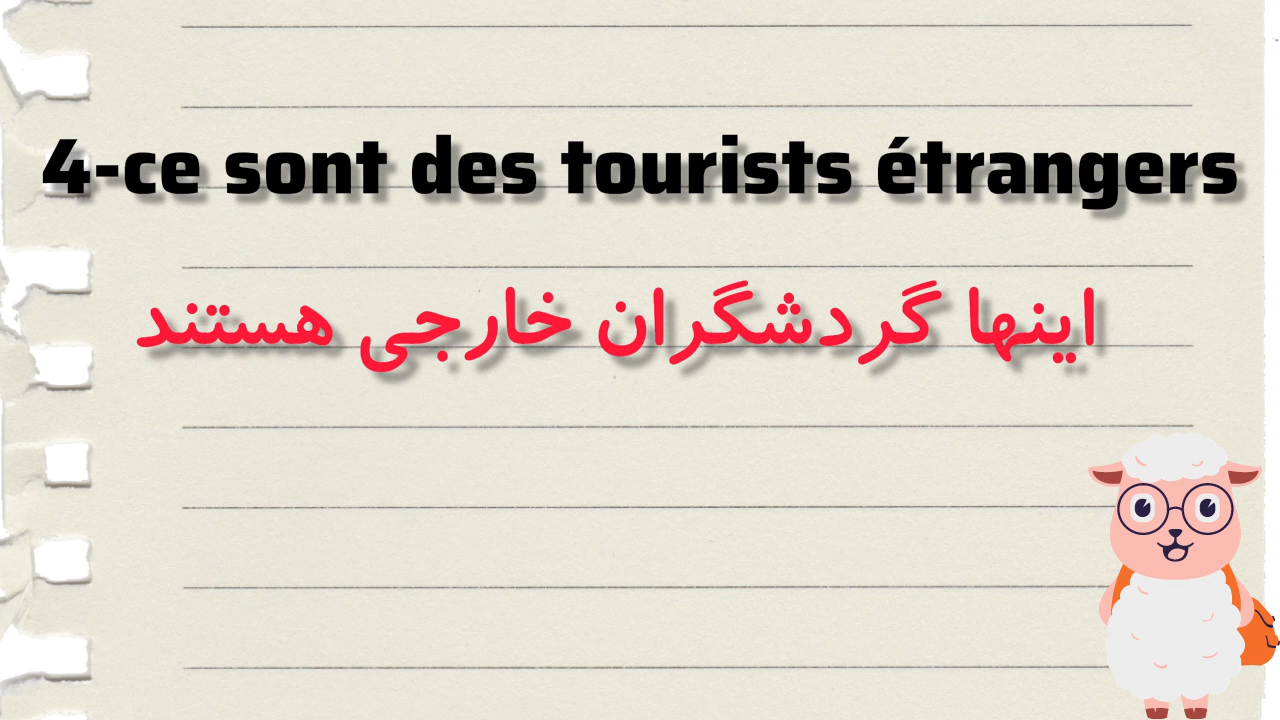 4-ce sont des tourists étrangers
اینها گردشگران خارجی هستند